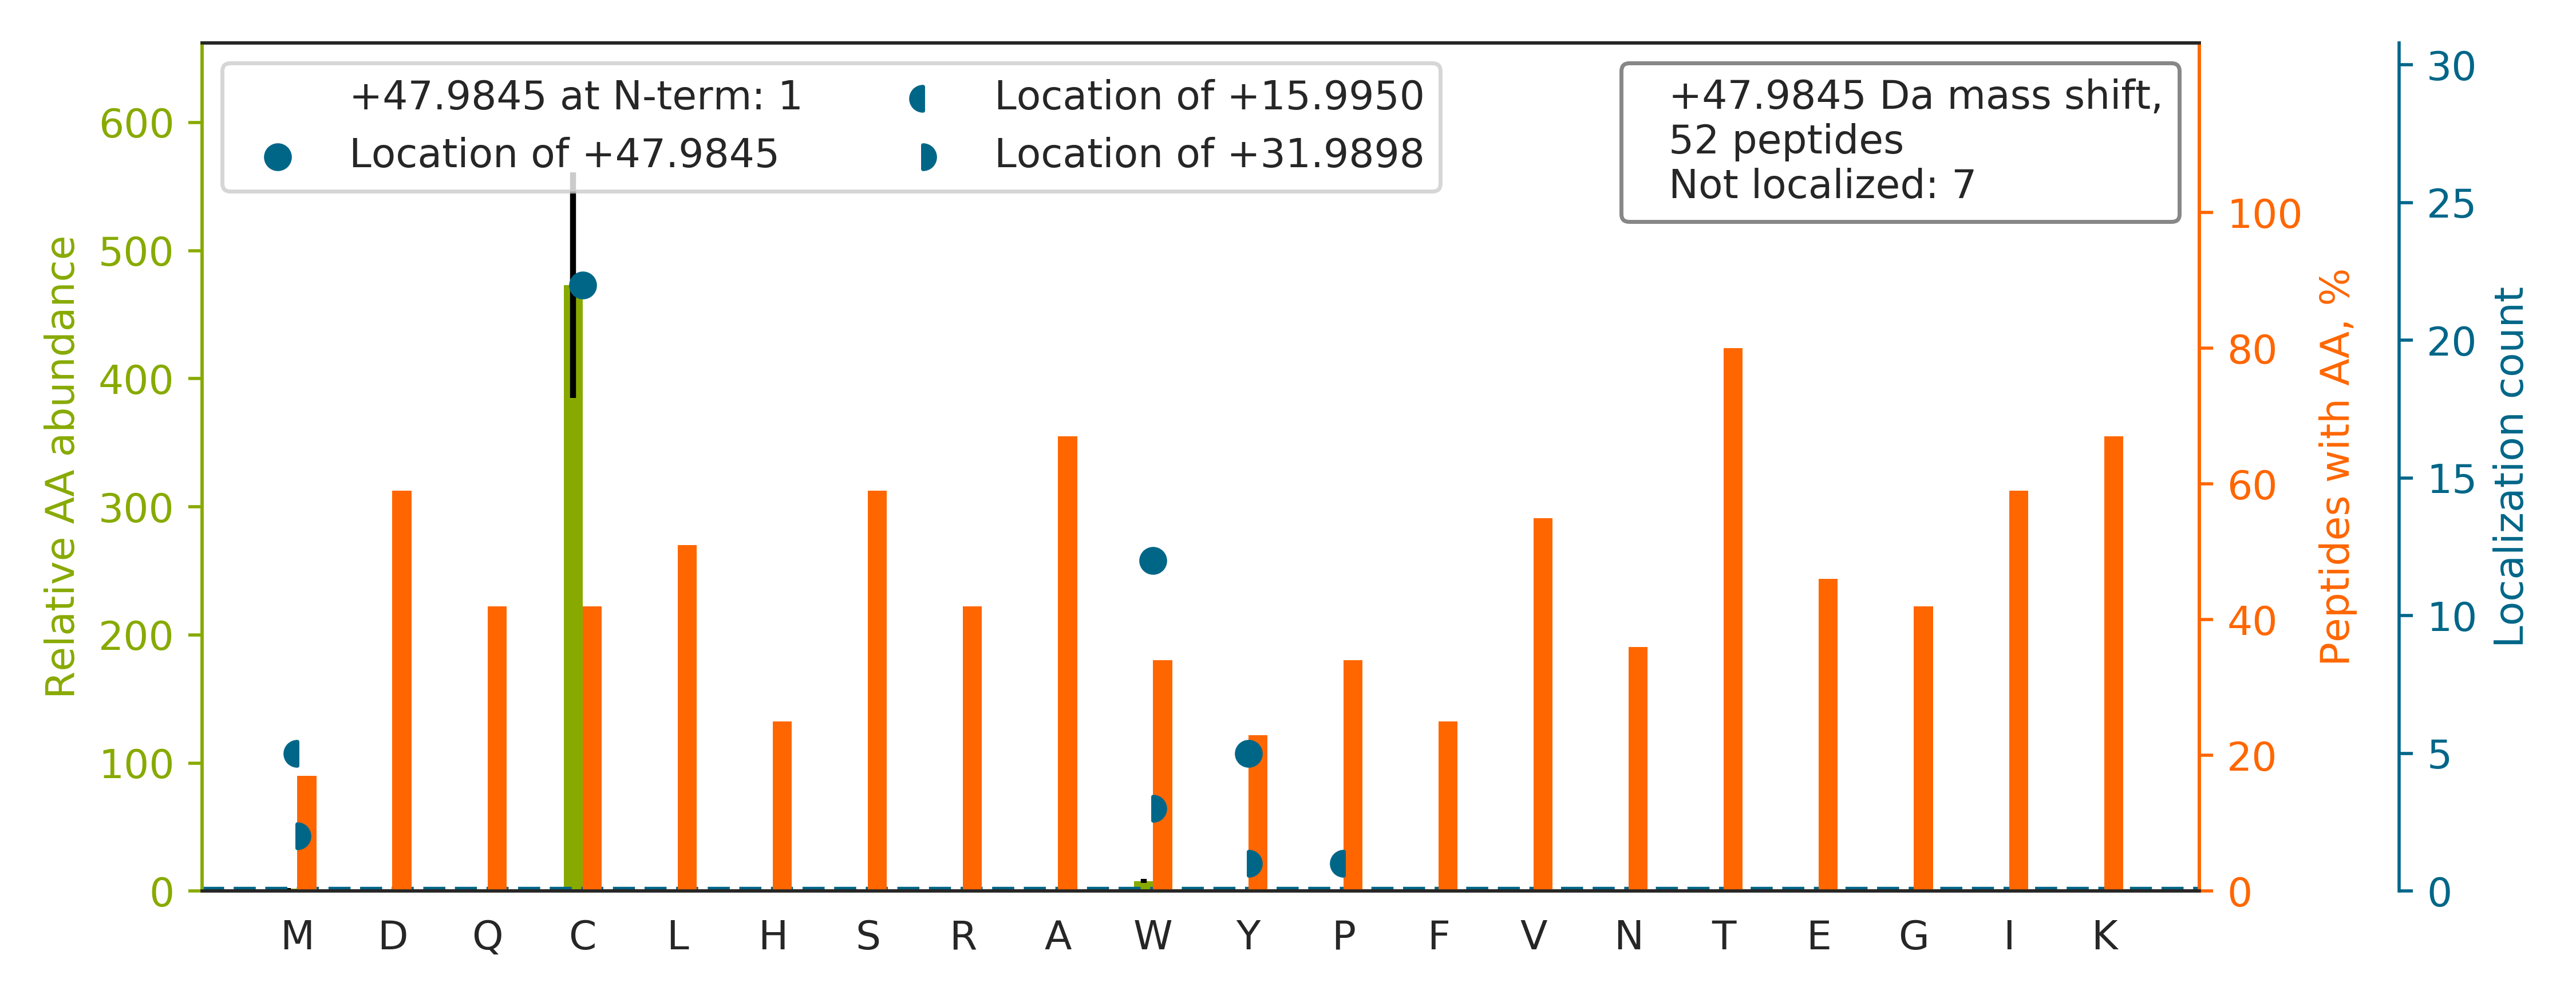 +47.9845 at N-term: 1
Location of +47.9845
Location of +15.9950
Location of +31.9898
+47.9845 Da mass shift,
52 peptides
Not localized: 7
Relative AA abundance
600
500
400
300
200
100
0
M D Q C L H S R A W Y P F V N T E G I K
100
80
60
40
20
0
Peptides with AA, %
30
25
20
15
10
5
0
Localization count